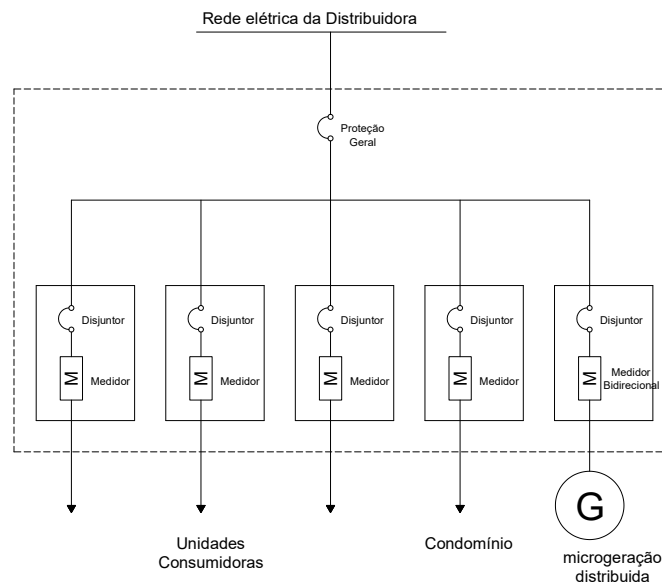 Rede elétrica da Distribuidora
Proteção
Geral
Disjuntor
Disjuntor
Disjuntor
Disjuntor
Disjuntor
M
Medidor
M
Medidor
M
Medidor
M
Medidor
M
Medidor
Bidirecional
G
Unidades
Consumidoras
Condomínio
microgeração
distribuida